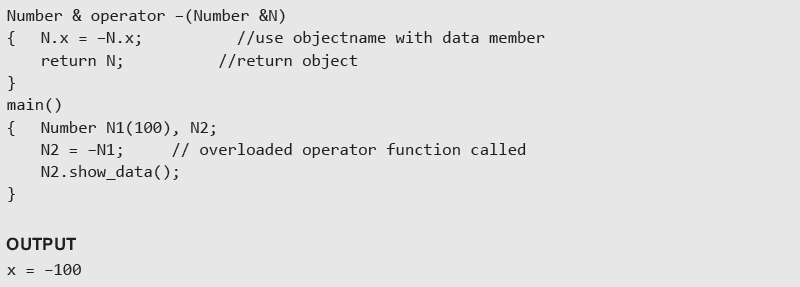 Number & operator –(Number &N)
{   N.x = –N.x;          //use objectname with data member
    return N;          //return object
}
main()
{   Number N1(100), N2;
    N2 = –N1;     // overloaded operator function called
    N2.show_data();
}
OUTPUT
x = –100